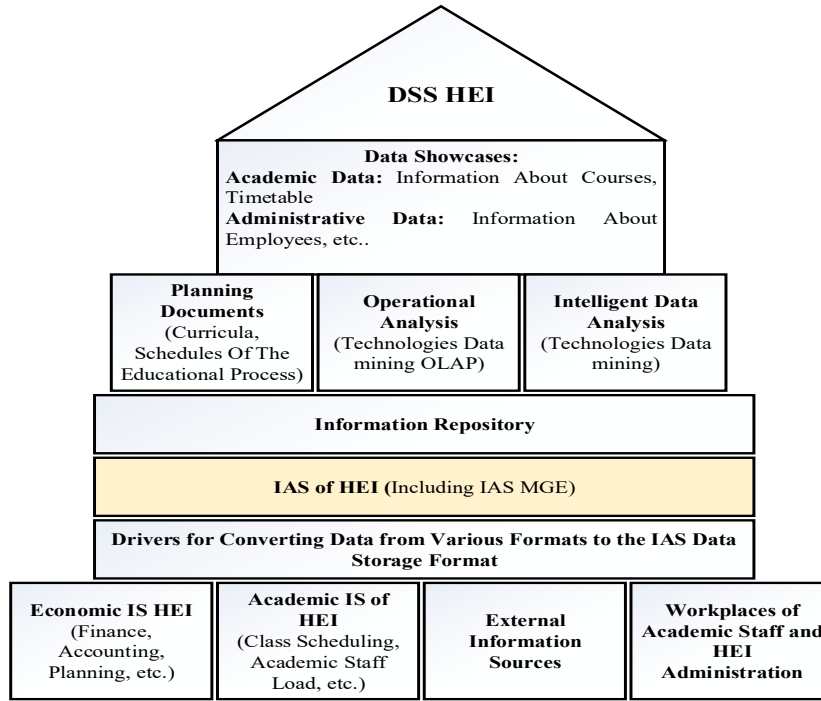 DSS HEI
Data Showcases:
Academic Data: Information About Courses,
Timetable
Administrative Data: Information About
Employees, etc..
Planning
Documents
(Curricula,
Schedules Of The
Educational Process)
Operational
Analysis
(Technologies Data
mining OLAP)
Intelligent Data
Analysis
(Technologies Data
mining)
Information Repository
IAS of HEI (Including IAS MGE)
Drivers for Converting Data from Various Formats to the IAS Data
Storage Format
Economic IS HEI
(Finance,
Accounting,
Planning, etc.)
Academic IS of
HEI
(Class Scheduling,
Academic Staff
Load, etc.)
External
Information
Sources
Workplaces of
Academic Staff and
HEI
Administration